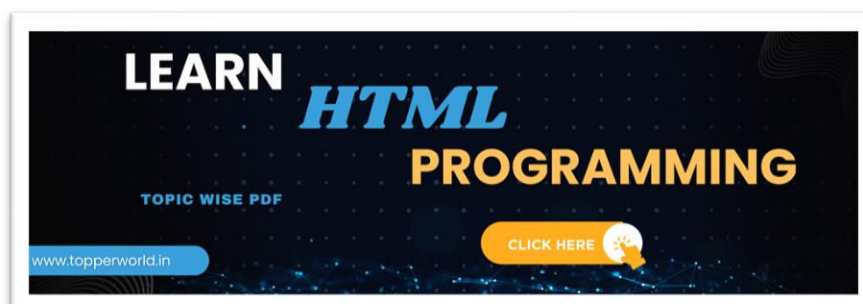 LEARN
HTML
PROGRAMMING
TOPIC WISE PDF
CLICK HERE
www.topperworld.in